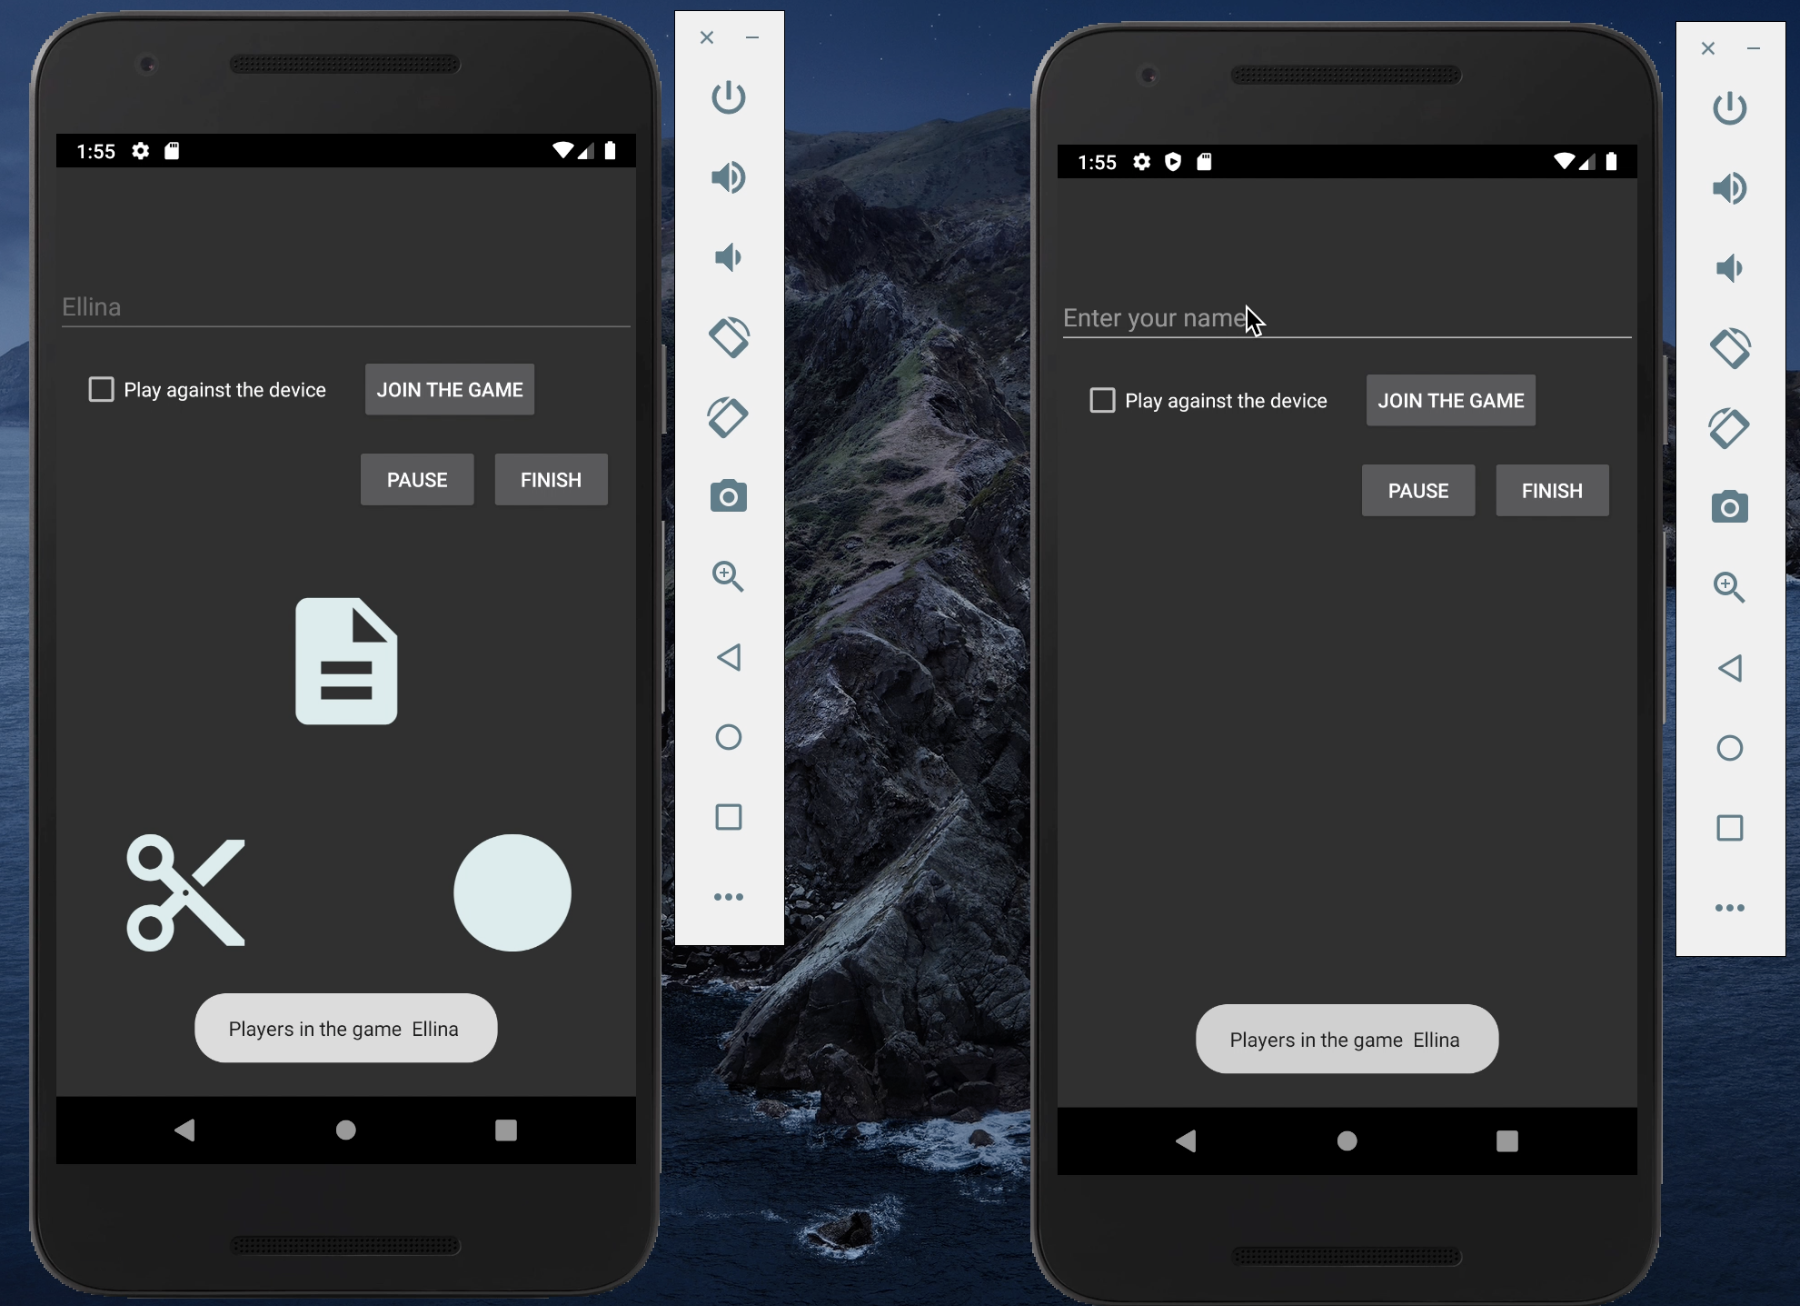 1:55
Ellina
Play against the device
JOIN THE GAME
PAUSE
FINISH
Players in the game Ellina
1:55
Enter your name
Play against the device
JOIN THE GAME
PAUSE
FINISH
Players in the game Ellina